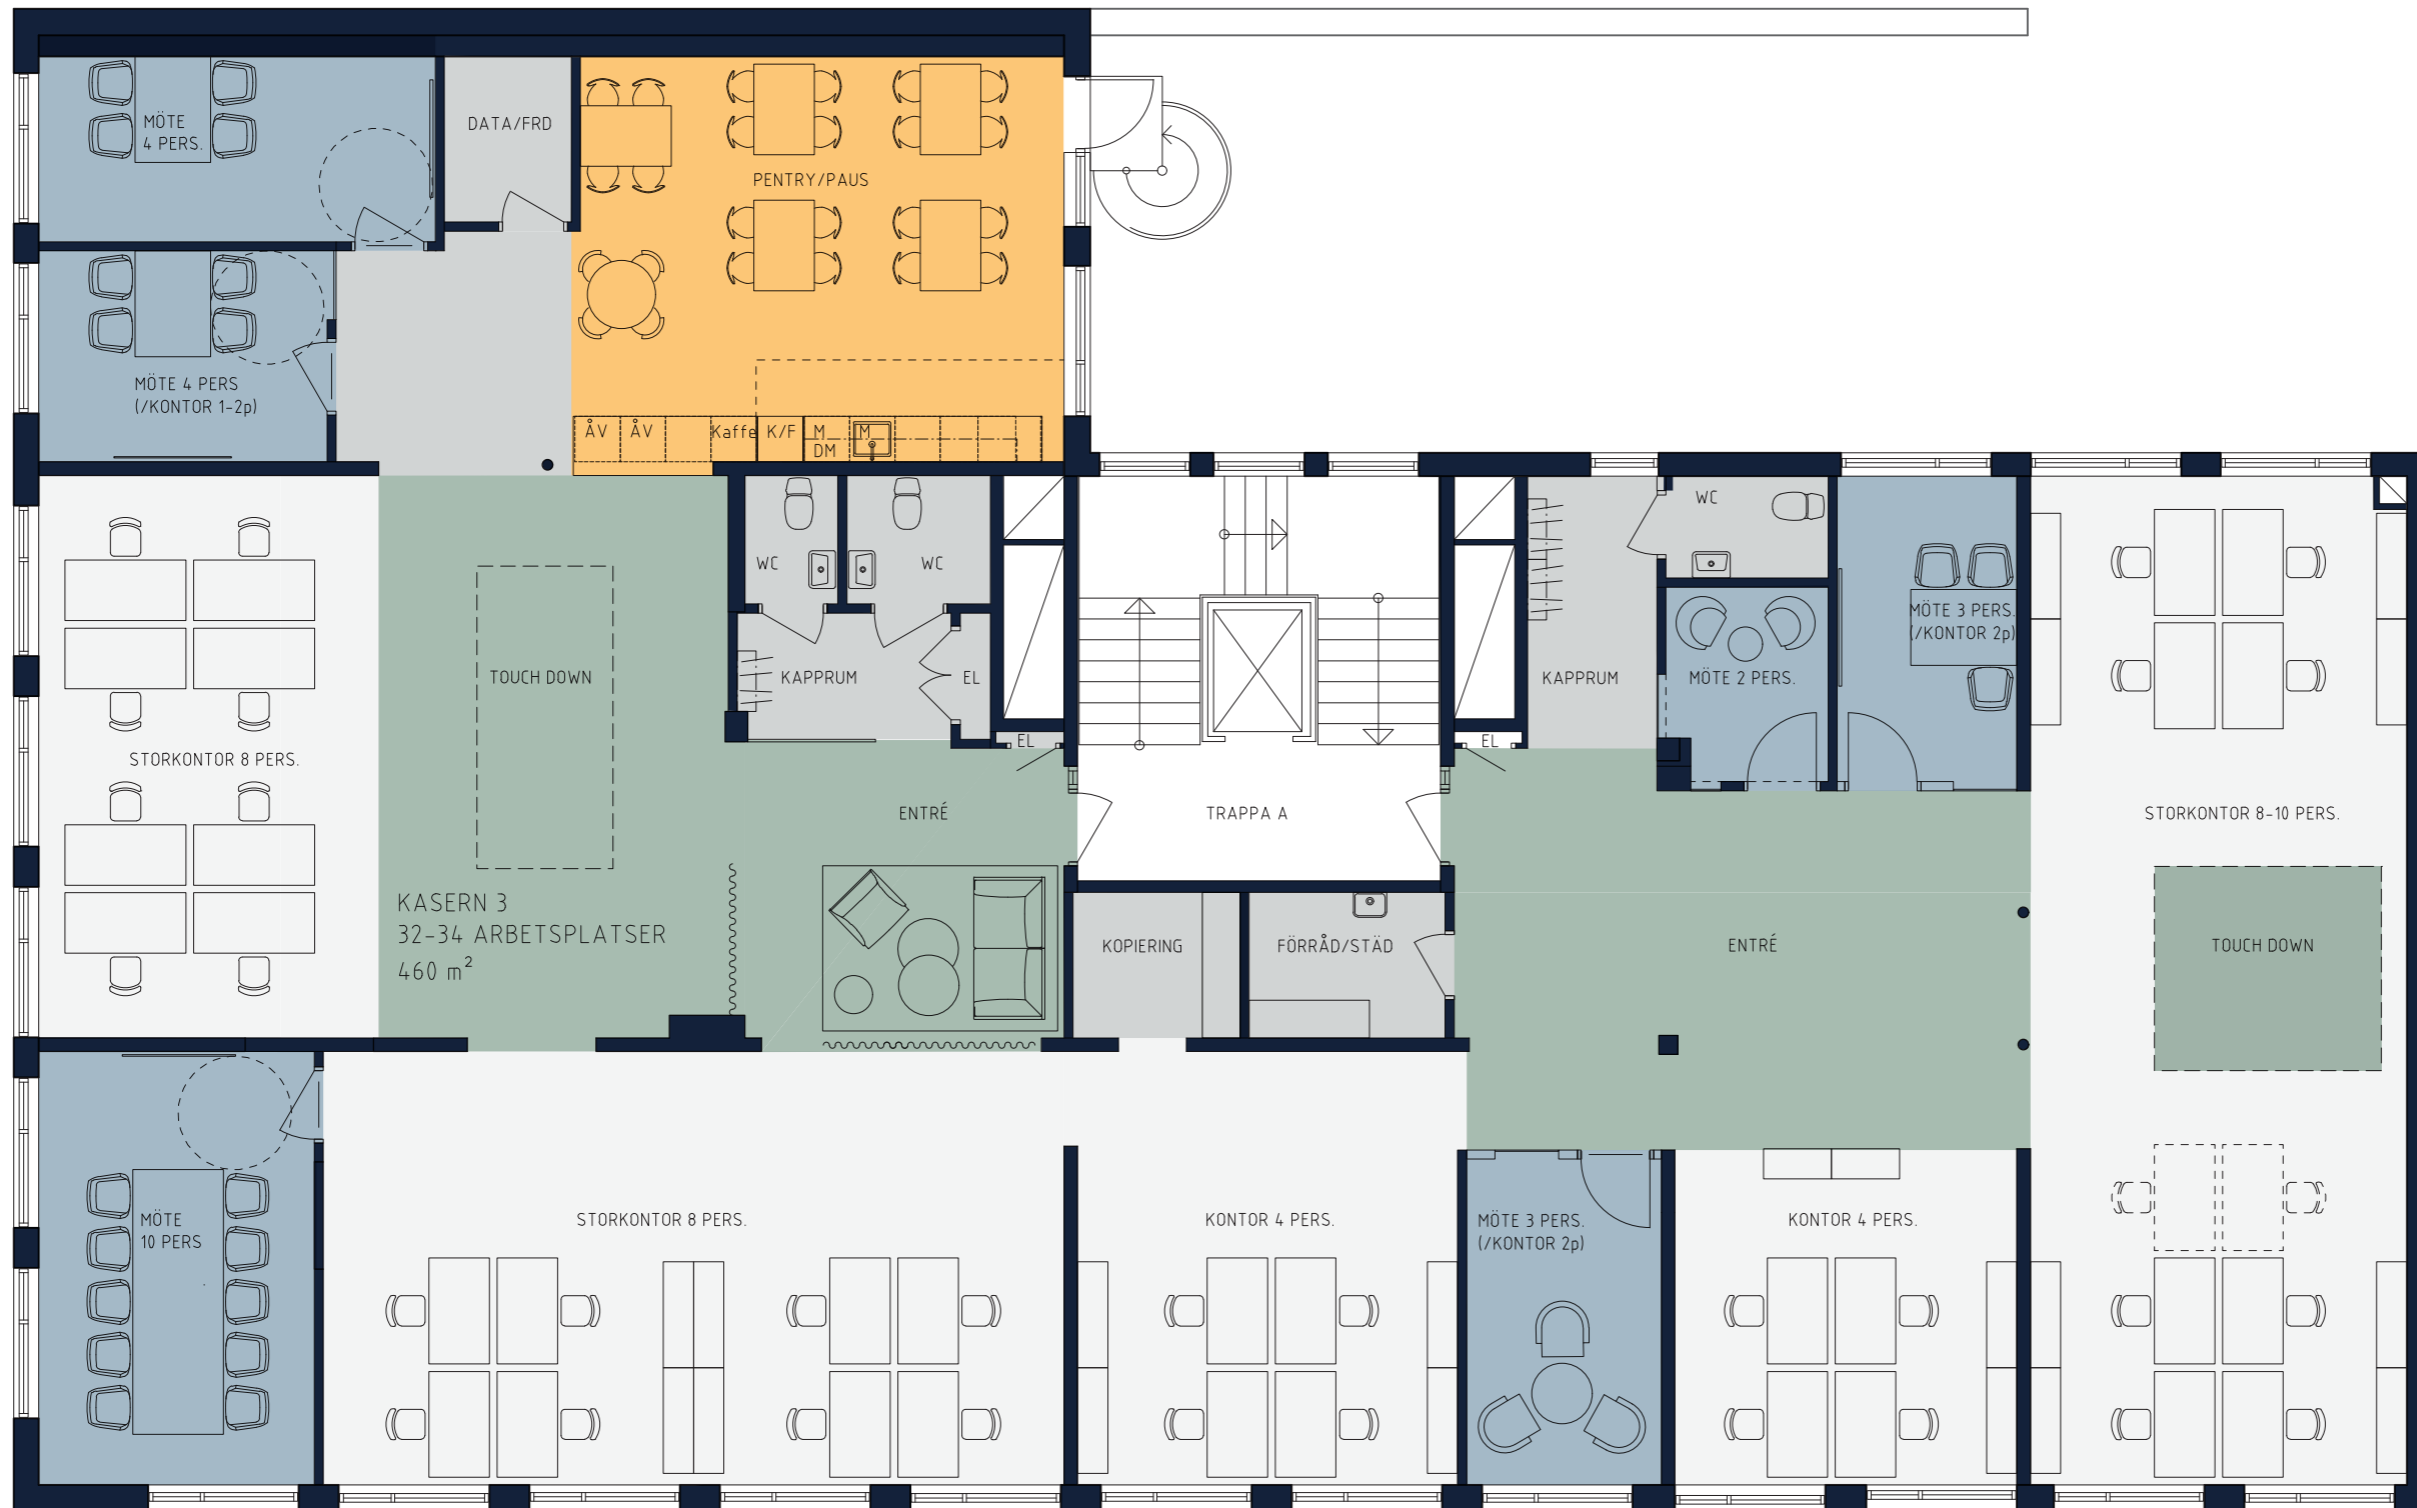 MÖTE
4 PERS.
DATA/FRD
PENTRY/PAUS
MÖTE 4 PERS
(/KONTOR 1-2p)
ÅV
ÅV
Kaffe
K/F
M
DM
M
WC
WC
WC
TOUCH DOWN
KAPPRUM
EL
KAPPRUM
MÖTE 2 PERS.
MÖTE 3 PERS.
(/KONTOR 2p)
STORKONTOR 8 PERS.
EL
EL
ENTRÉ
TRAPPA A
STORKONTOR 8-10 PERS.
KASERN 3
32-34 ARBETSPLATSER
460 m²
KOPIERING
FÖRRÅD/STÄD
ENTRÉ
TOUCH DOWN
MÖTE
10 PERS
STORKONTOR 8 PERS.
KONTOR 4 PERS.
MÖTE 3 PERS.
(/KONTOR 2p)
KONTOR 4 PERS.